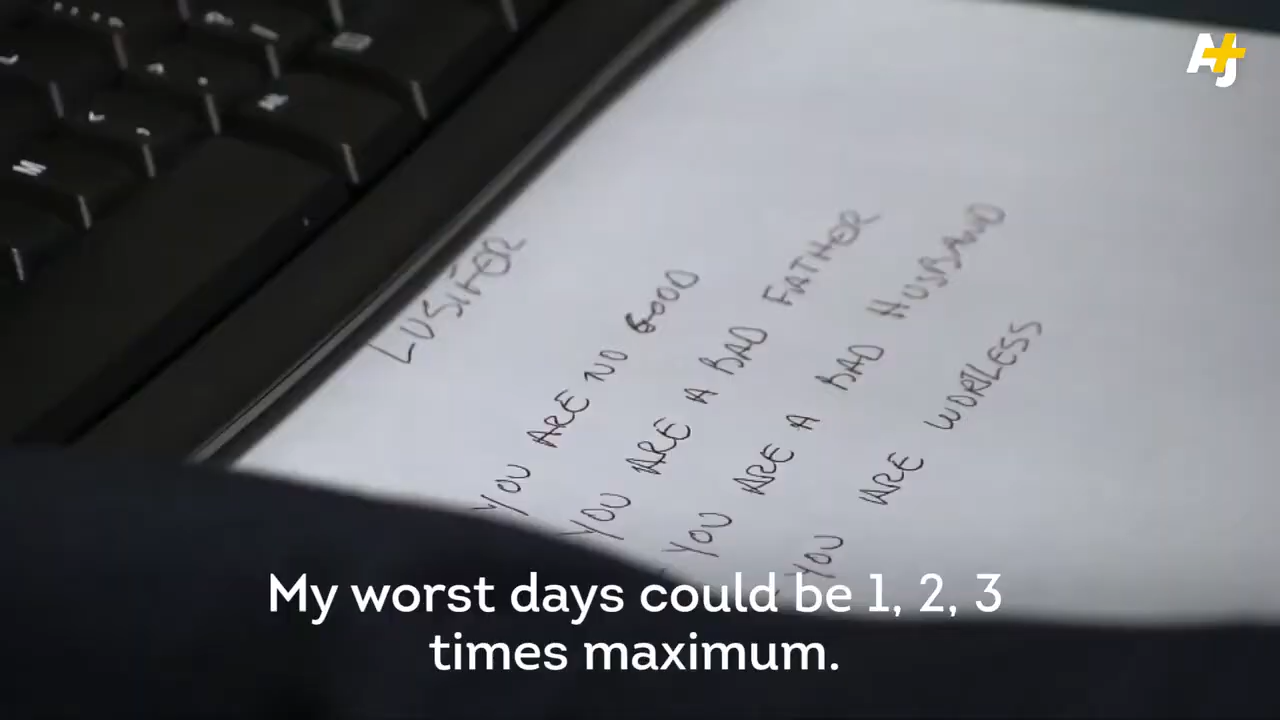 AJ+
LUSIFER
YOU ARE NO GOOD
YOU ARE A BAD FATHER
YOU ARE A BAD HUSBAND
YOU ARE WORTLESS
My worst days could be 1, 2, 3
times maximum.